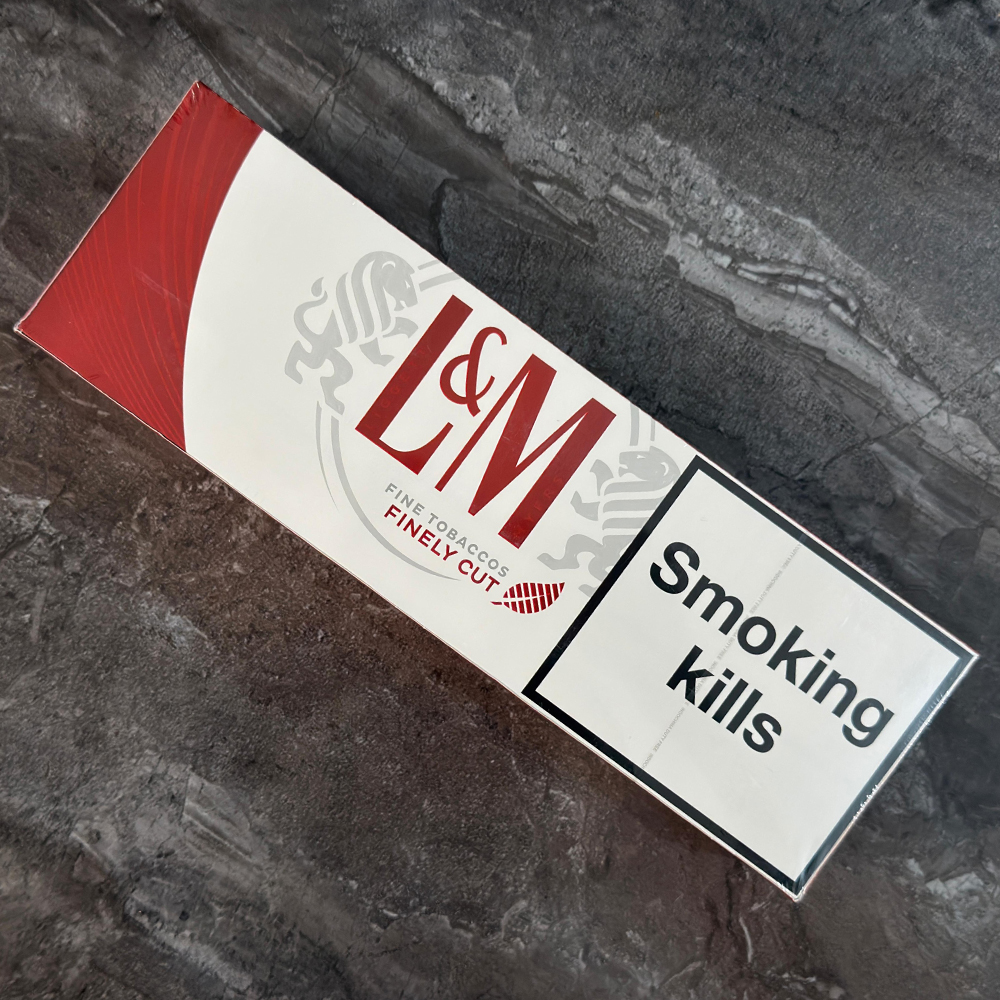 L&M
FINE TOBACCOS
FINELY CUT
Smoking
kills